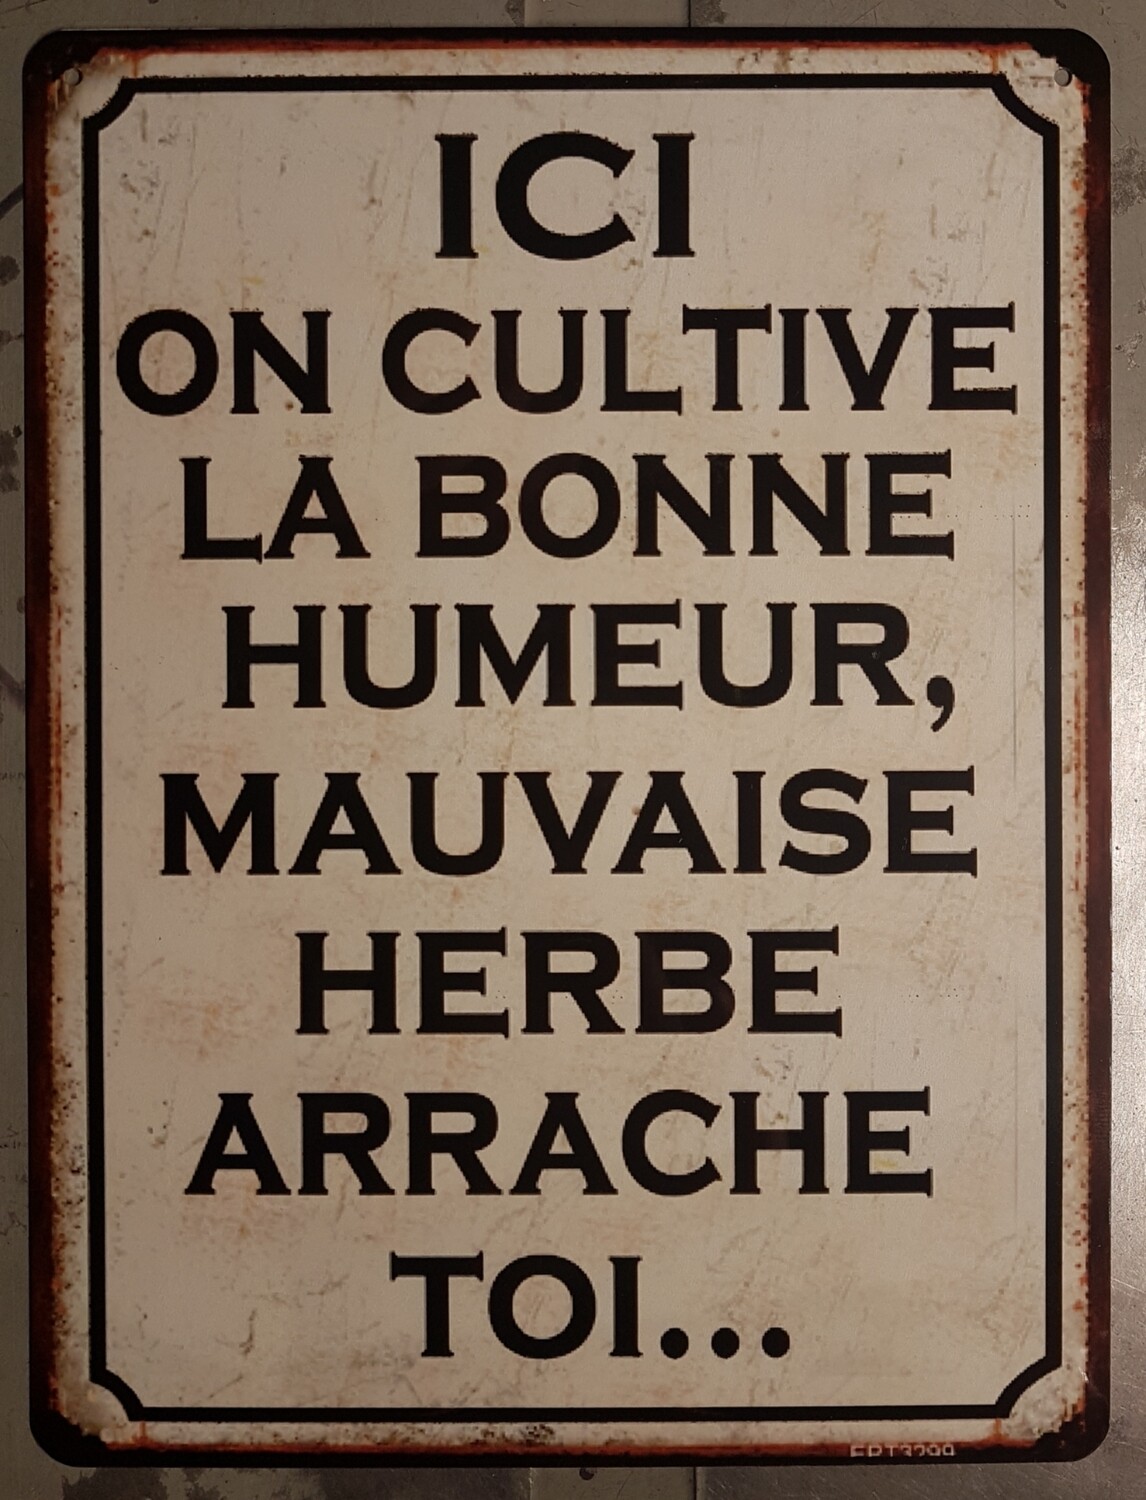 ICI
ON CULTIVE
LA BONNE
HUMEUR,
MAUVAISE
HERBE
ARRACHE
TOI...